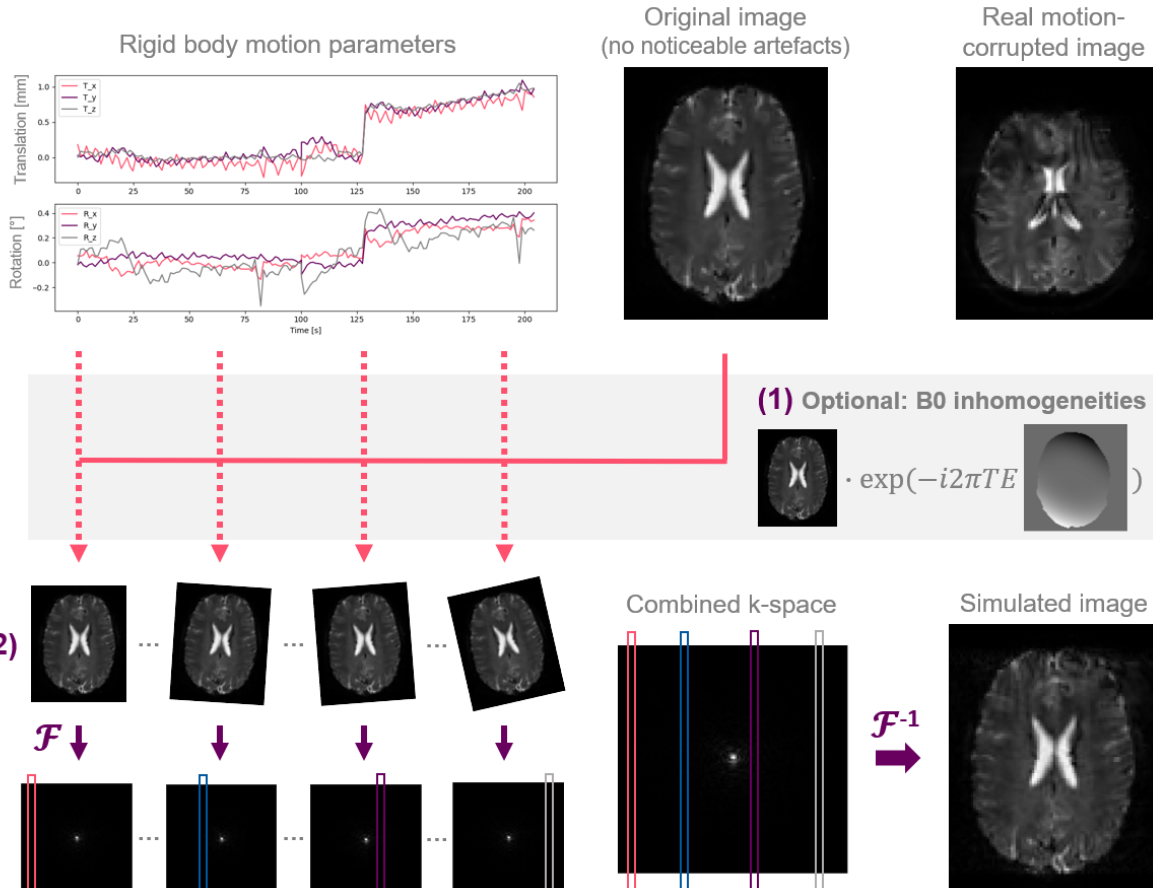 Rigid body motion parameters
Original image
(no noticeable artefacts)
Real motion-
corrupted image
Translation [mm]
1.0
0.5
0.0
T_x
T_y
T_z
0 25 50 75 100 125 150 175 200
Rotation [°]
0.4
0.2
0.0
−0.2
R_x
R_y
R_z
0 25 50 75 100 125 150 175 200
Time [s]
(1) Optional: B0 inhomogeneities
· exp(−i2πTE )
2)
... ... ...
Combined k-space
Simulated image
ℱ
ℱ-1
... ... ...